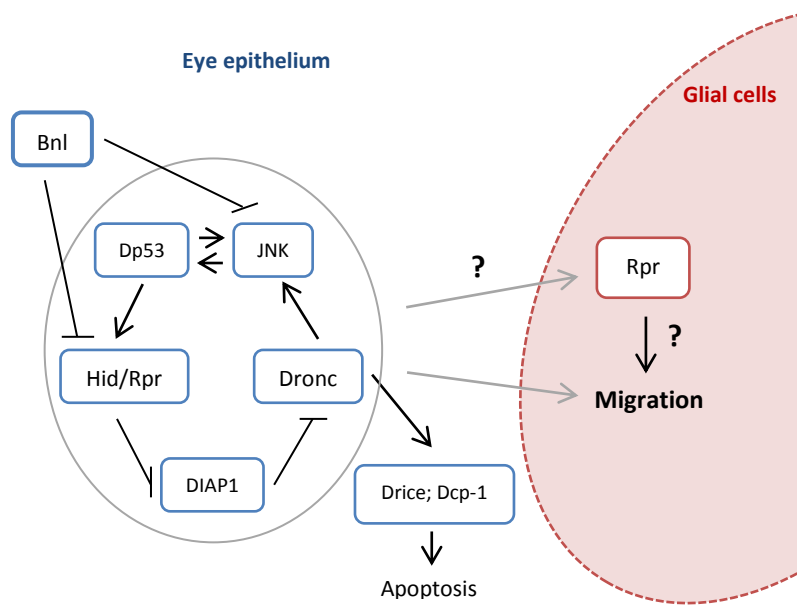 Eye epithelium
Glial cells
Bnl
Dp53
JNK
?
Rpr
?
Hid/Rpr
Dronc
Migration
DIAP1
Drice; Dcp-1
Apoptosis